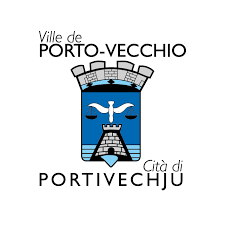 Ville de
PORTO-VECCHIO
Cità di
PORTIVECHJU